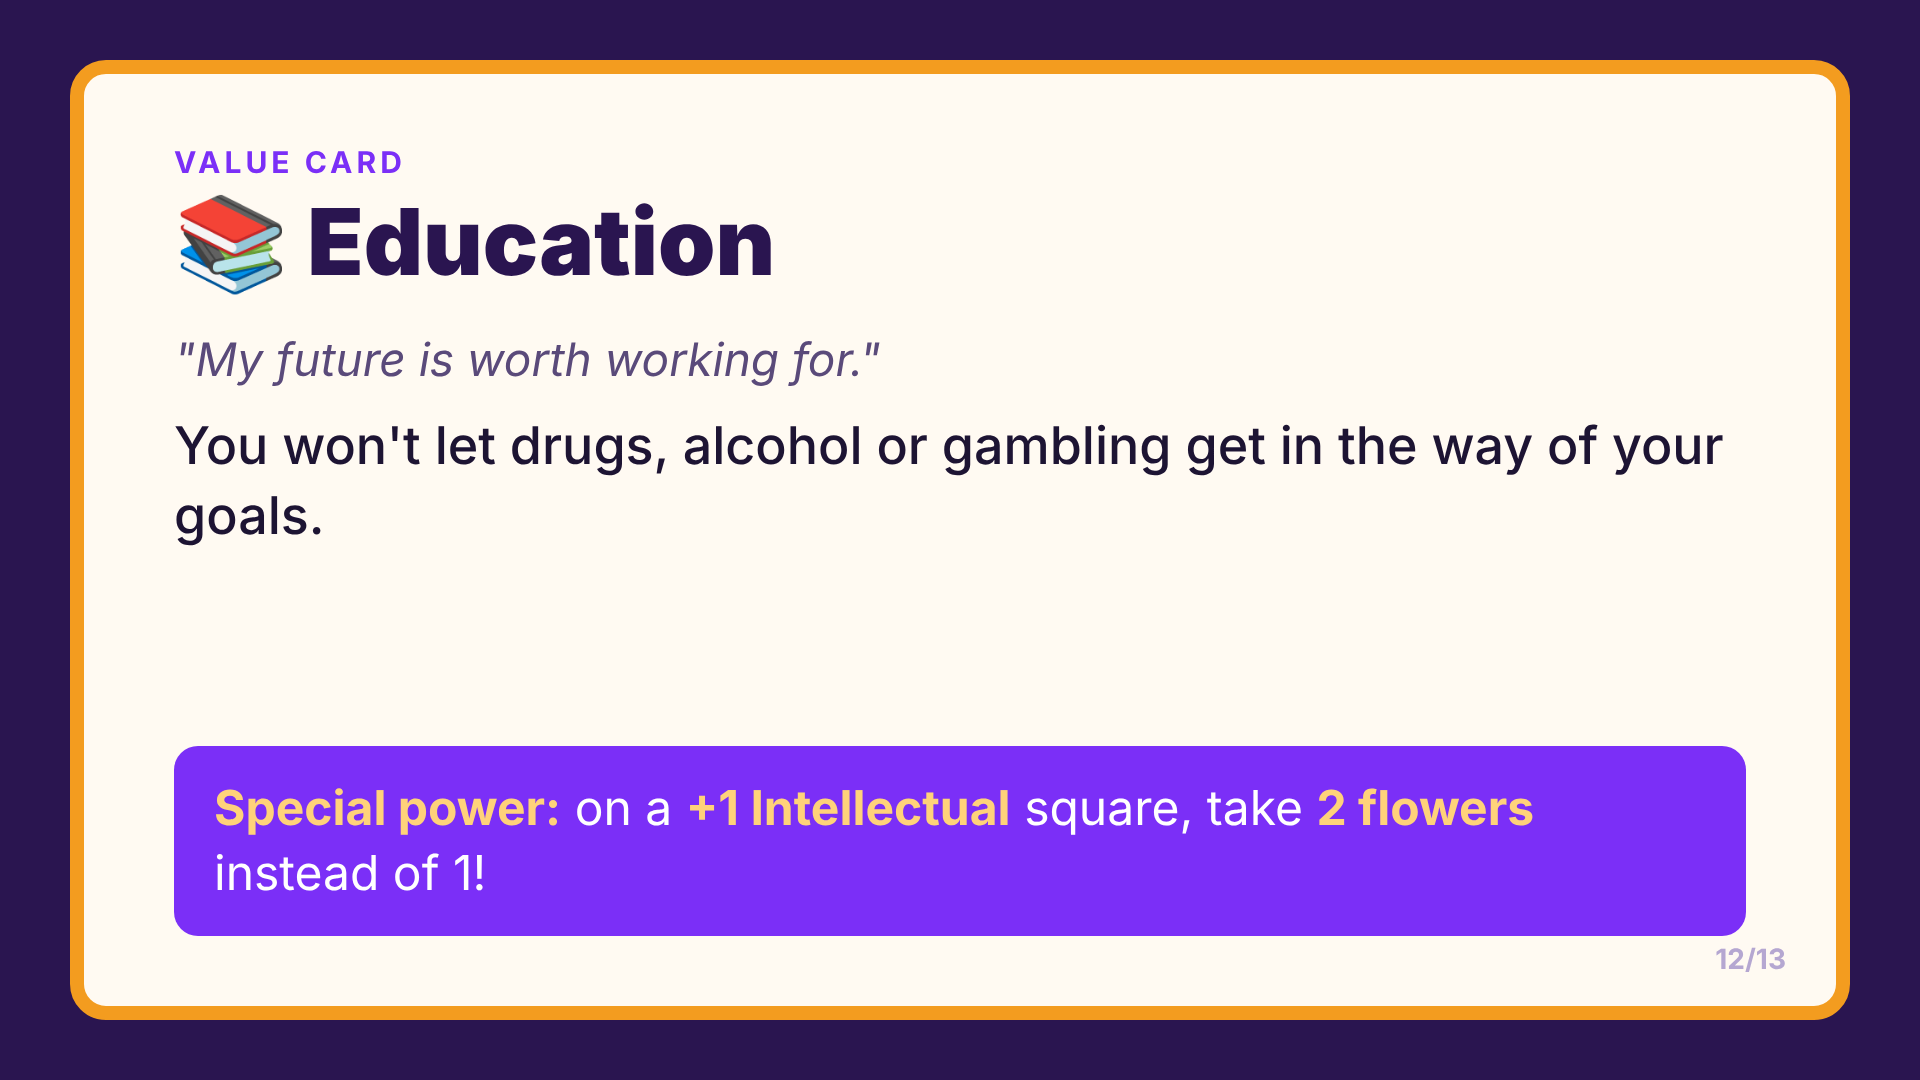 VALUE CARD
Education
"My future is worth working for."
You won't let drugs, alcohol or gambling get in the way of your
goals.
Special power: on a +1 Intellectual square, take 2 flowers
instead of 1!
12/13